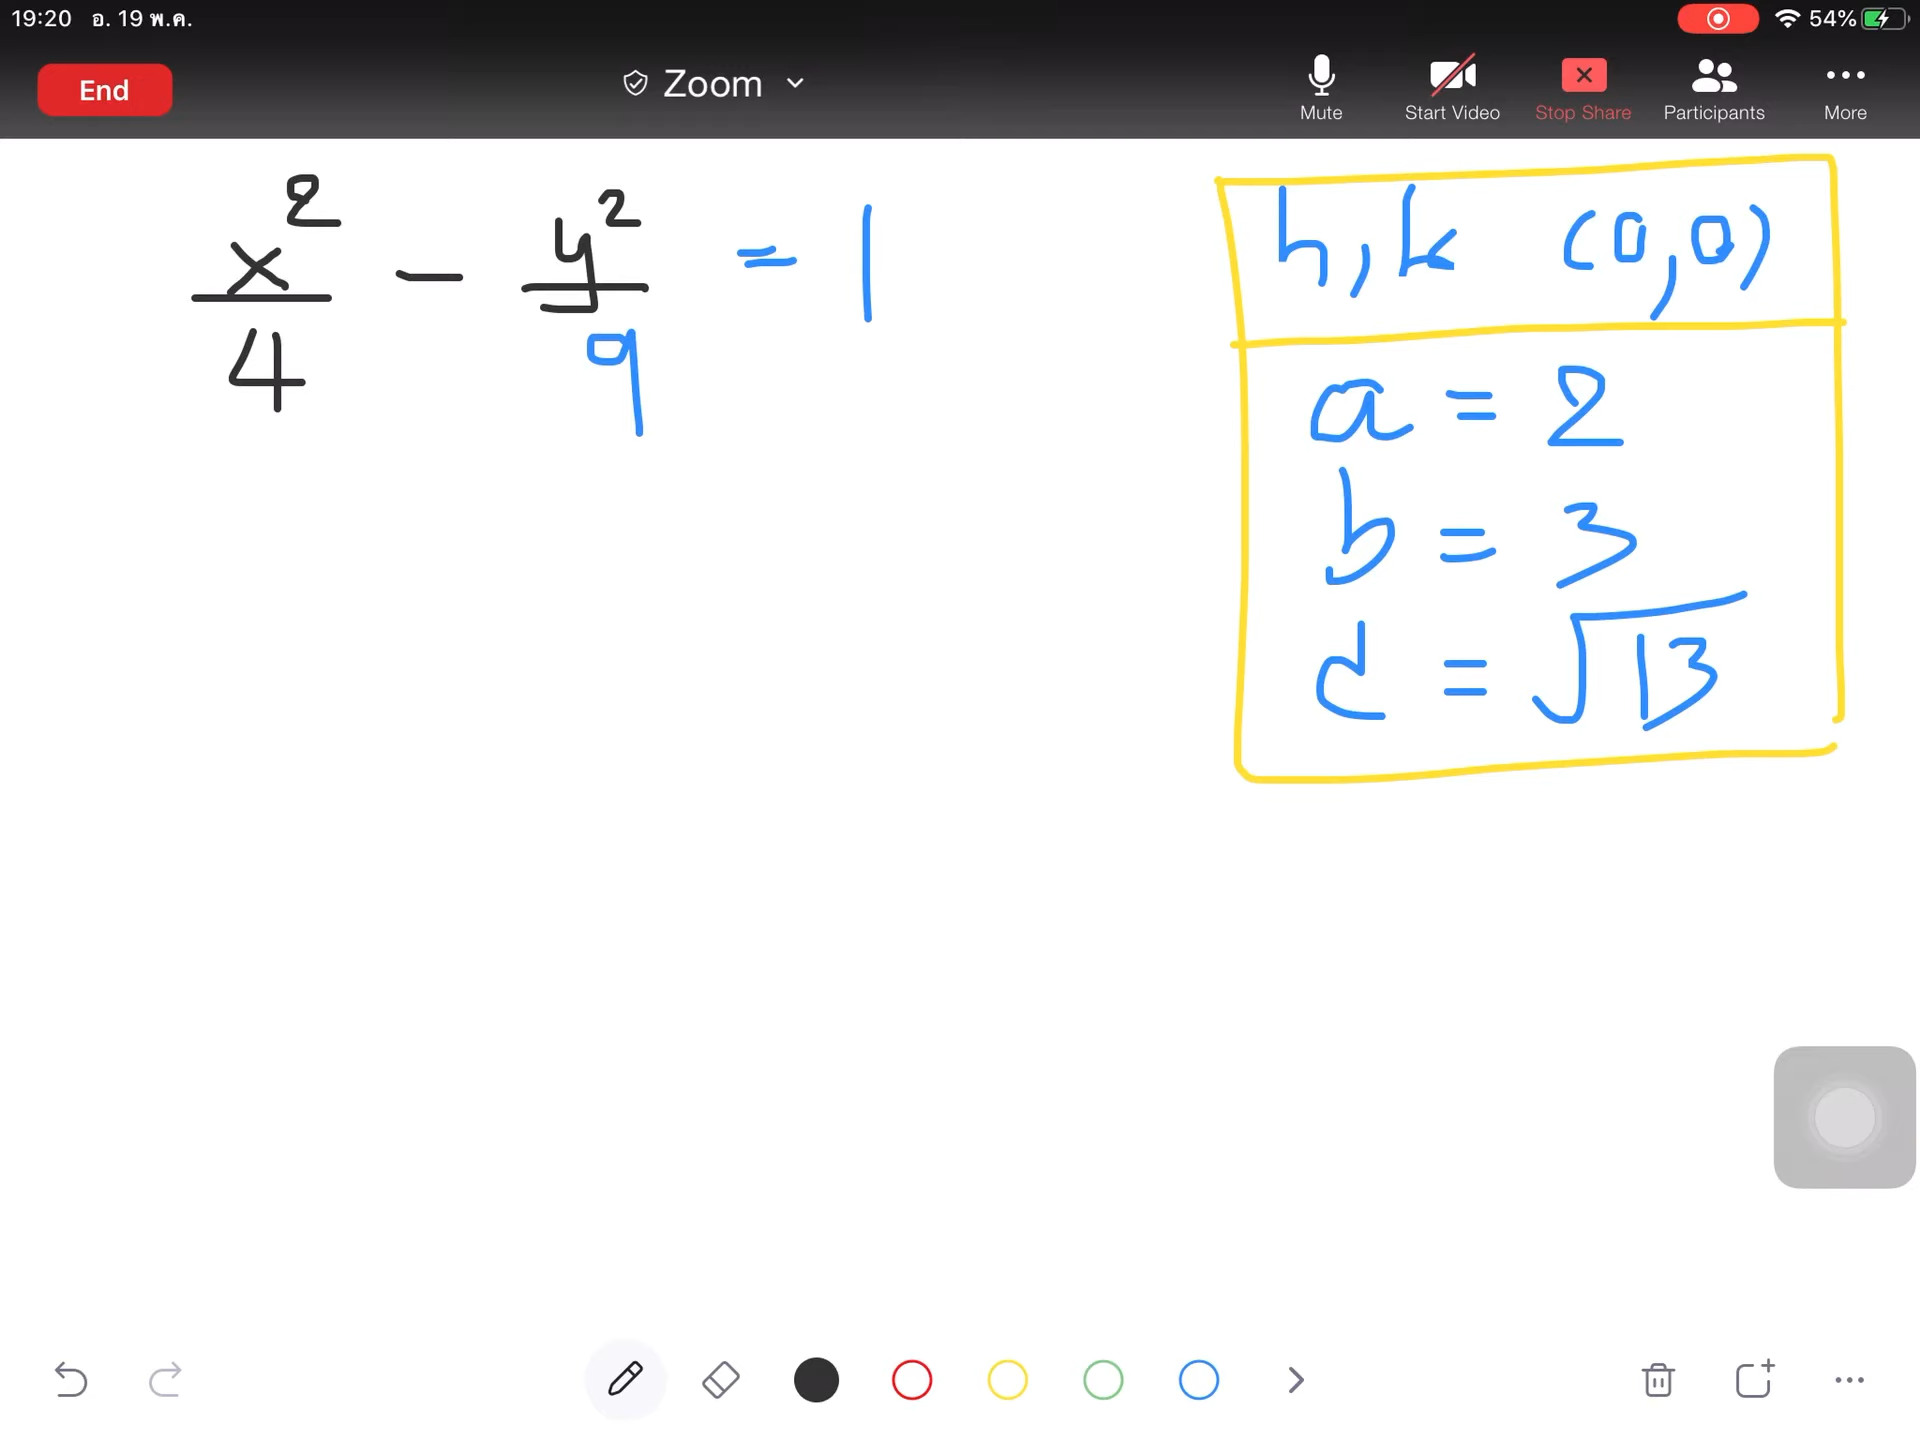 19:20 อ. 19 พ.ค.
54%
End
Zoom
Mute
Start Video
Stop Share
Participants
More
x² / 4 - y² / 9 = 1
h, k (0,0)
a = 2
b = 3
c = √13